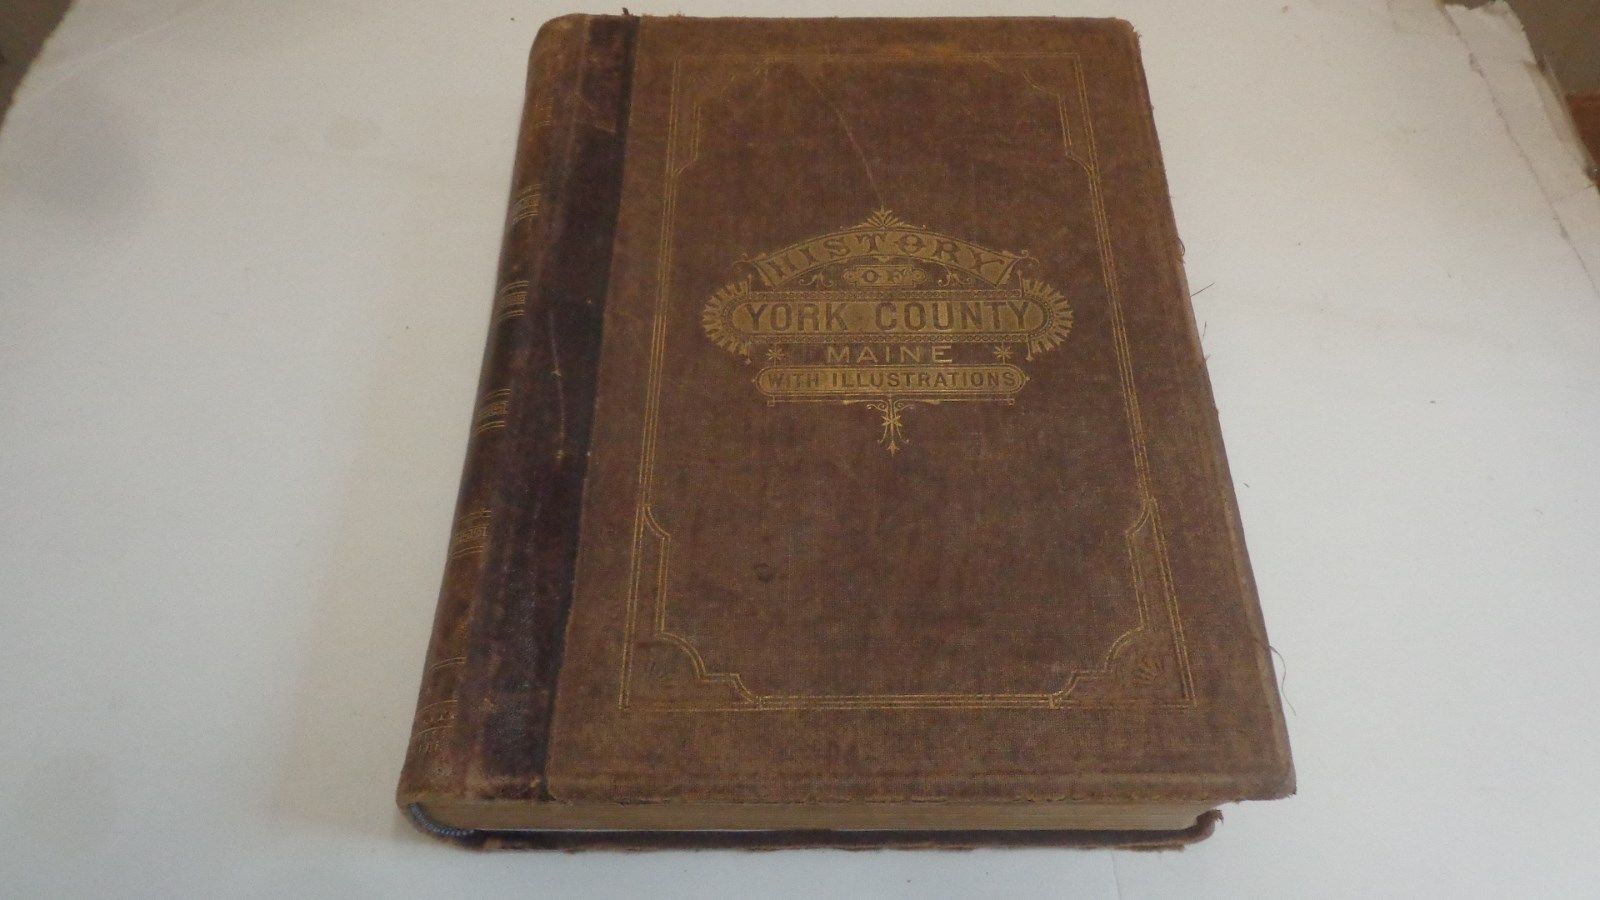 HISTORY
OF
YORK COUNTY
MAINE
WITH ILLUSTRATIONS